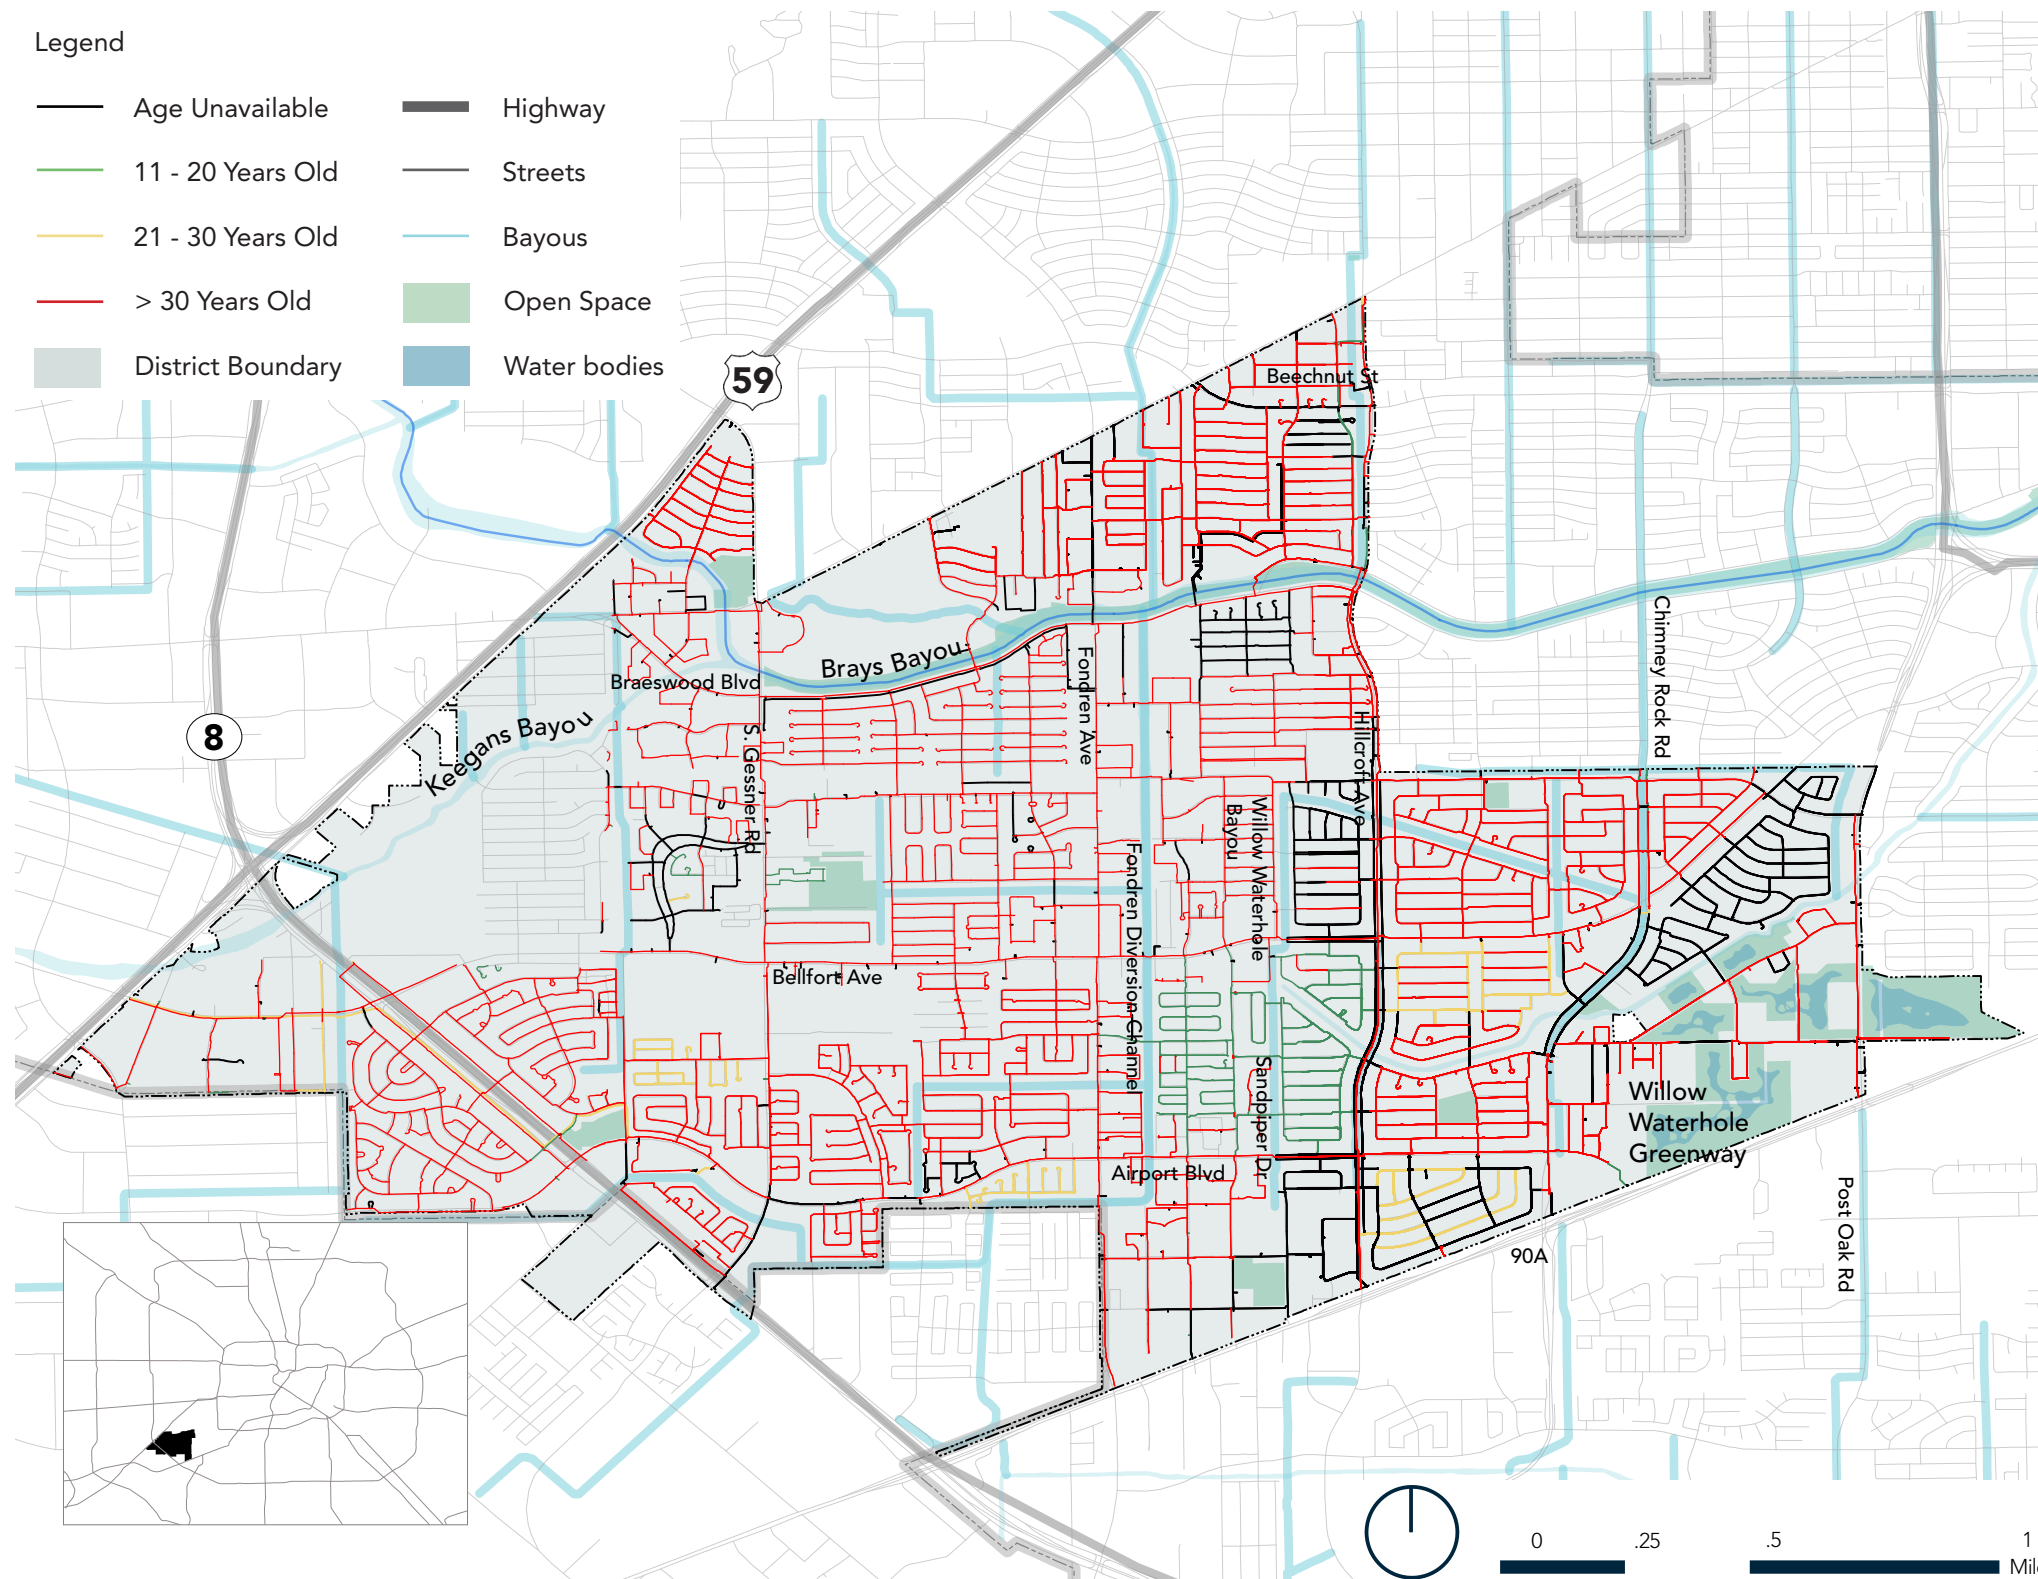 Legend
Age Unavailable
11 - 20 Years Old
21 - 30 Years Old
> 30 Years Old
District Boundary
Highway
Streets
Bayous
Open Space
Water bodies
59
8
Beechnut St
Brays Bayou
Braeswood Blvd
Keegans Bayou
S. Gessner Rd
Fondren Ave
Hillcroft Ave
Chimney Rock Rd
Willow Waterhole
Bayou
Fondren Diversion Channel
Bellfort Ave
Sandpiper Dr
Airport Blvd
Willow
Waterhole
Greenway
Post Oak Rd
90A
0 .25 .5 1